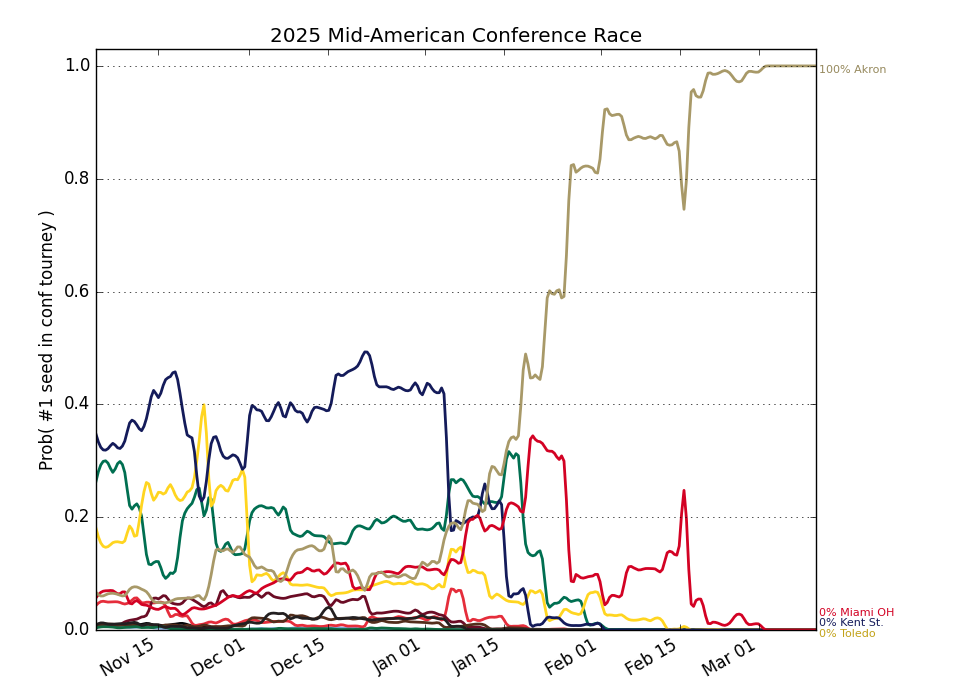 2025 Mid-American Conference Race
Prob( #1 seed in conf tourney )
1.0
0.8
0.6
0.4
0.2
0.0
Nov 15
Dec 01
Dec 15
Jan 01
Jan 15
Feb 01
Feb 15
Mar 01
100% Akron
0% Miami OH
0% Kent St.
0% Toledo